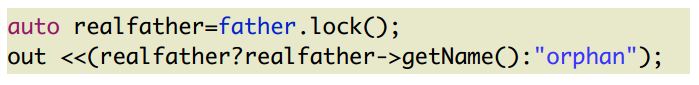 auto realfather=father.lock();
out <<(realfather?realfather->getName():"orphan");